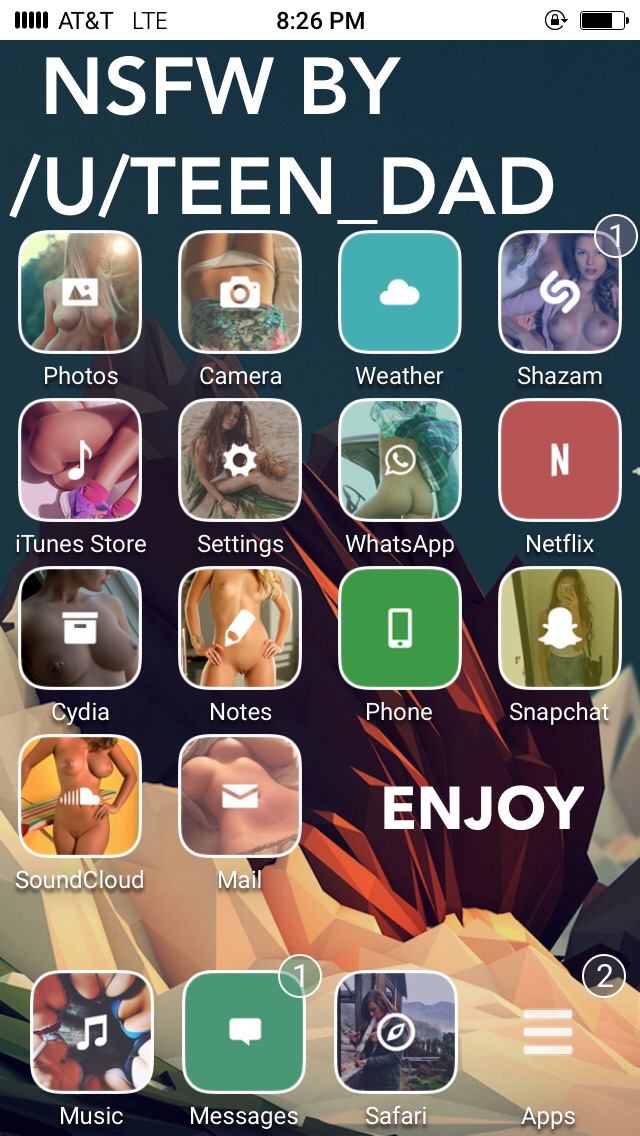 AT&T LTE 8:26 PM
NSFW BY
/U/TEEN_DAD
1
Photos Camera Weather Shazam
N
iTunes Store Settings WhatsApp Netflix
Cydia Notes Phone Snapchat
ENJOY
SoundCloud Mail
1 2
Music Messages Safari Apps